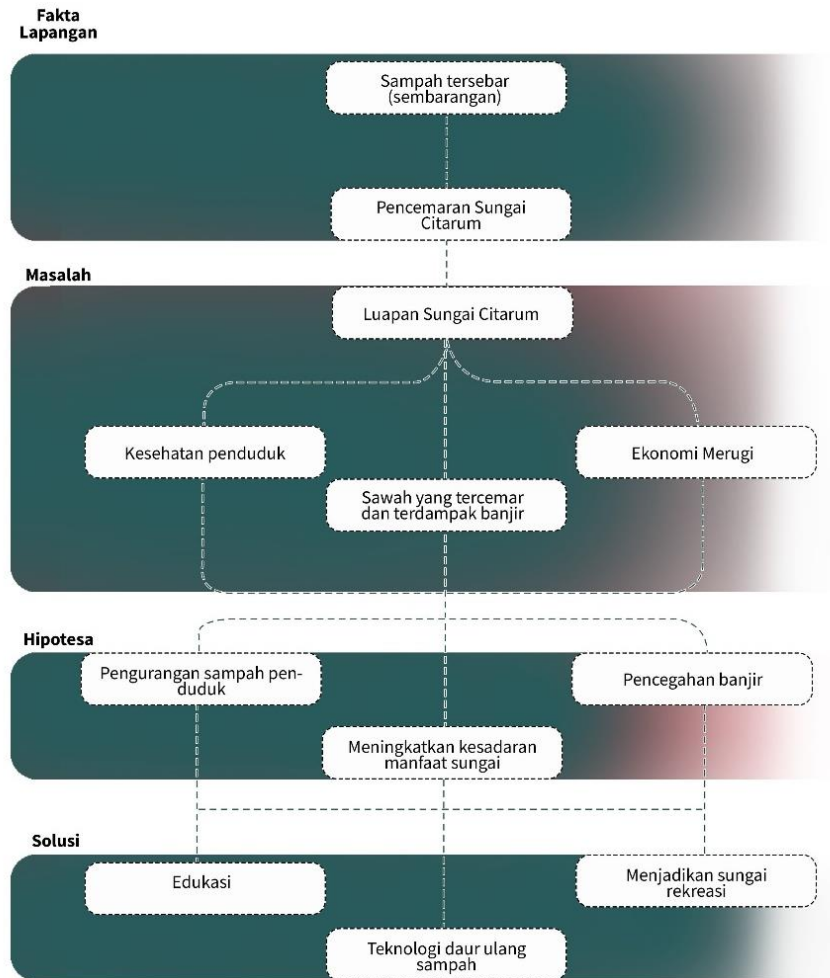 Fakta
Lapangan
Sampah tersebar
(sembarangan)
Pencemaran Sungai
Citarum
Masalah
Luapan Sungai Citarum
Kesehatan penduduk
Sawah yang tercemar
dan terdampak banjir
Ekonomi Merugi
Hipotesa
Pengurangan sampah pen-
duduk
Meningkatkan kesadaran
manfaat sungai
Pencegahan banjir
Solusi
Edukasi
Teknologi daur ulang
sampah
Menjadikan sungai
rekreasi